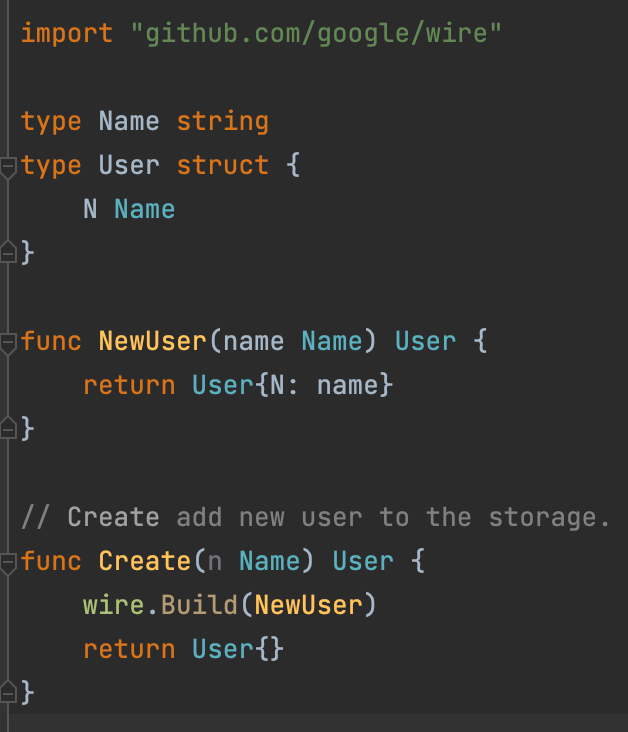 import "github.com/google/wire"
type Name string
type User struct {
    N Name
}
func NewUser(name Name) User {
    return User{N: name}
}
// Create add new user to the storage.
func Create(n Name) User {
    wire.Build(NewUser)
    return User{}
}